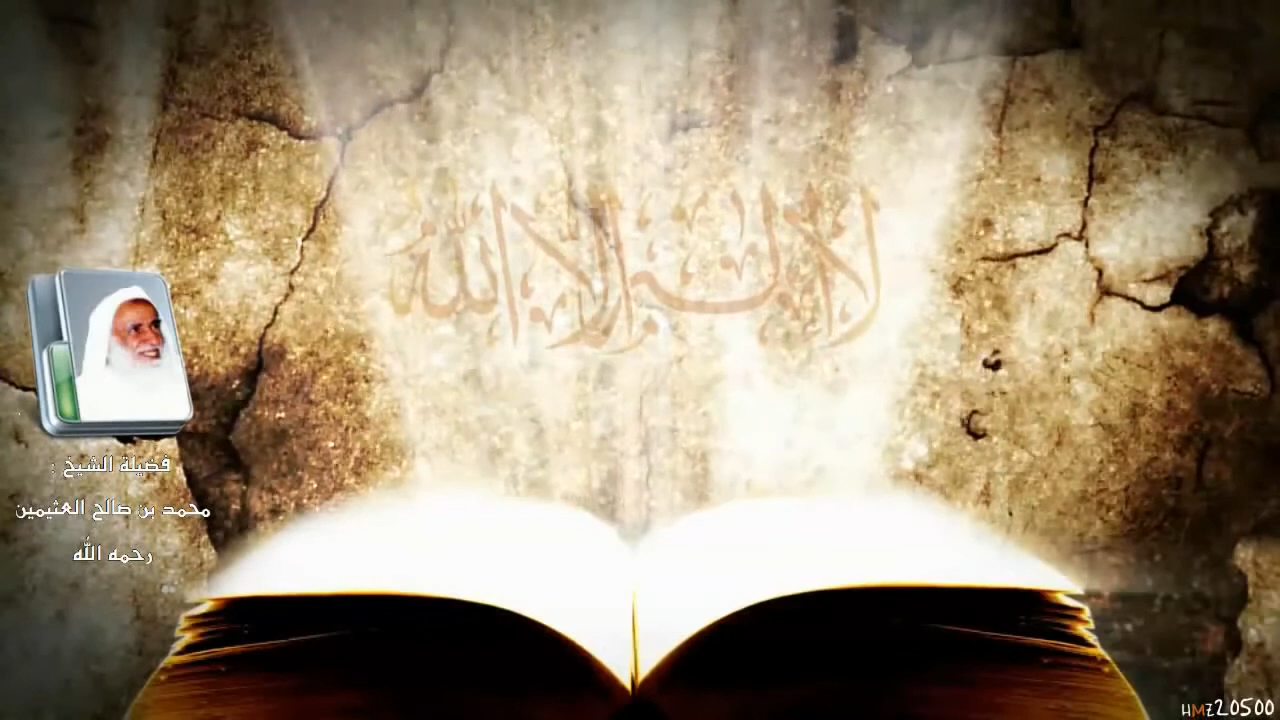 لا إله إلا الله
فضيلة الشيخ :
محمد بن صالح العثيمين
رحمه الله
HMZ20500